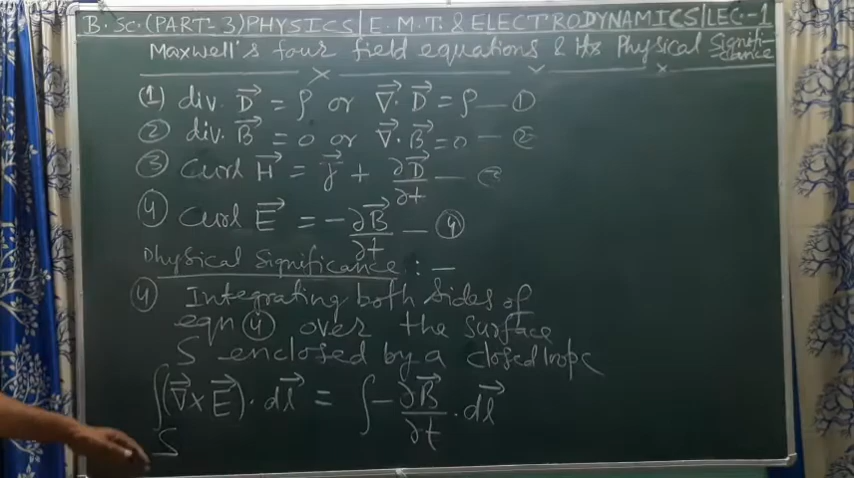 B.Sc.(PART-3)PHYSICS|E.M.T.&ELECTRODYNAMICS|LEC-1
Maxwell's four field equations & its Physical Significance
(1) div. D⃗ = ρ or ∇⃗. D⃗ = ρ — ①
② div. B⃗ = 0 or ∇⃗. B⃗ = 0 — ②
③ Curl H⃗ = J⃗ + ∂D⃗/∂t — ③
④ Curl E⃗ = -∂B⃗/∂t — ④
Physical Significance :—
④ Integrating both Sides of
eqn ④ over the surface
S enclosed by a closed loop c
∫S (∇⃗ x E⃗). dl⃗ = ∫ -∂B⃗/∂t . dl⃗